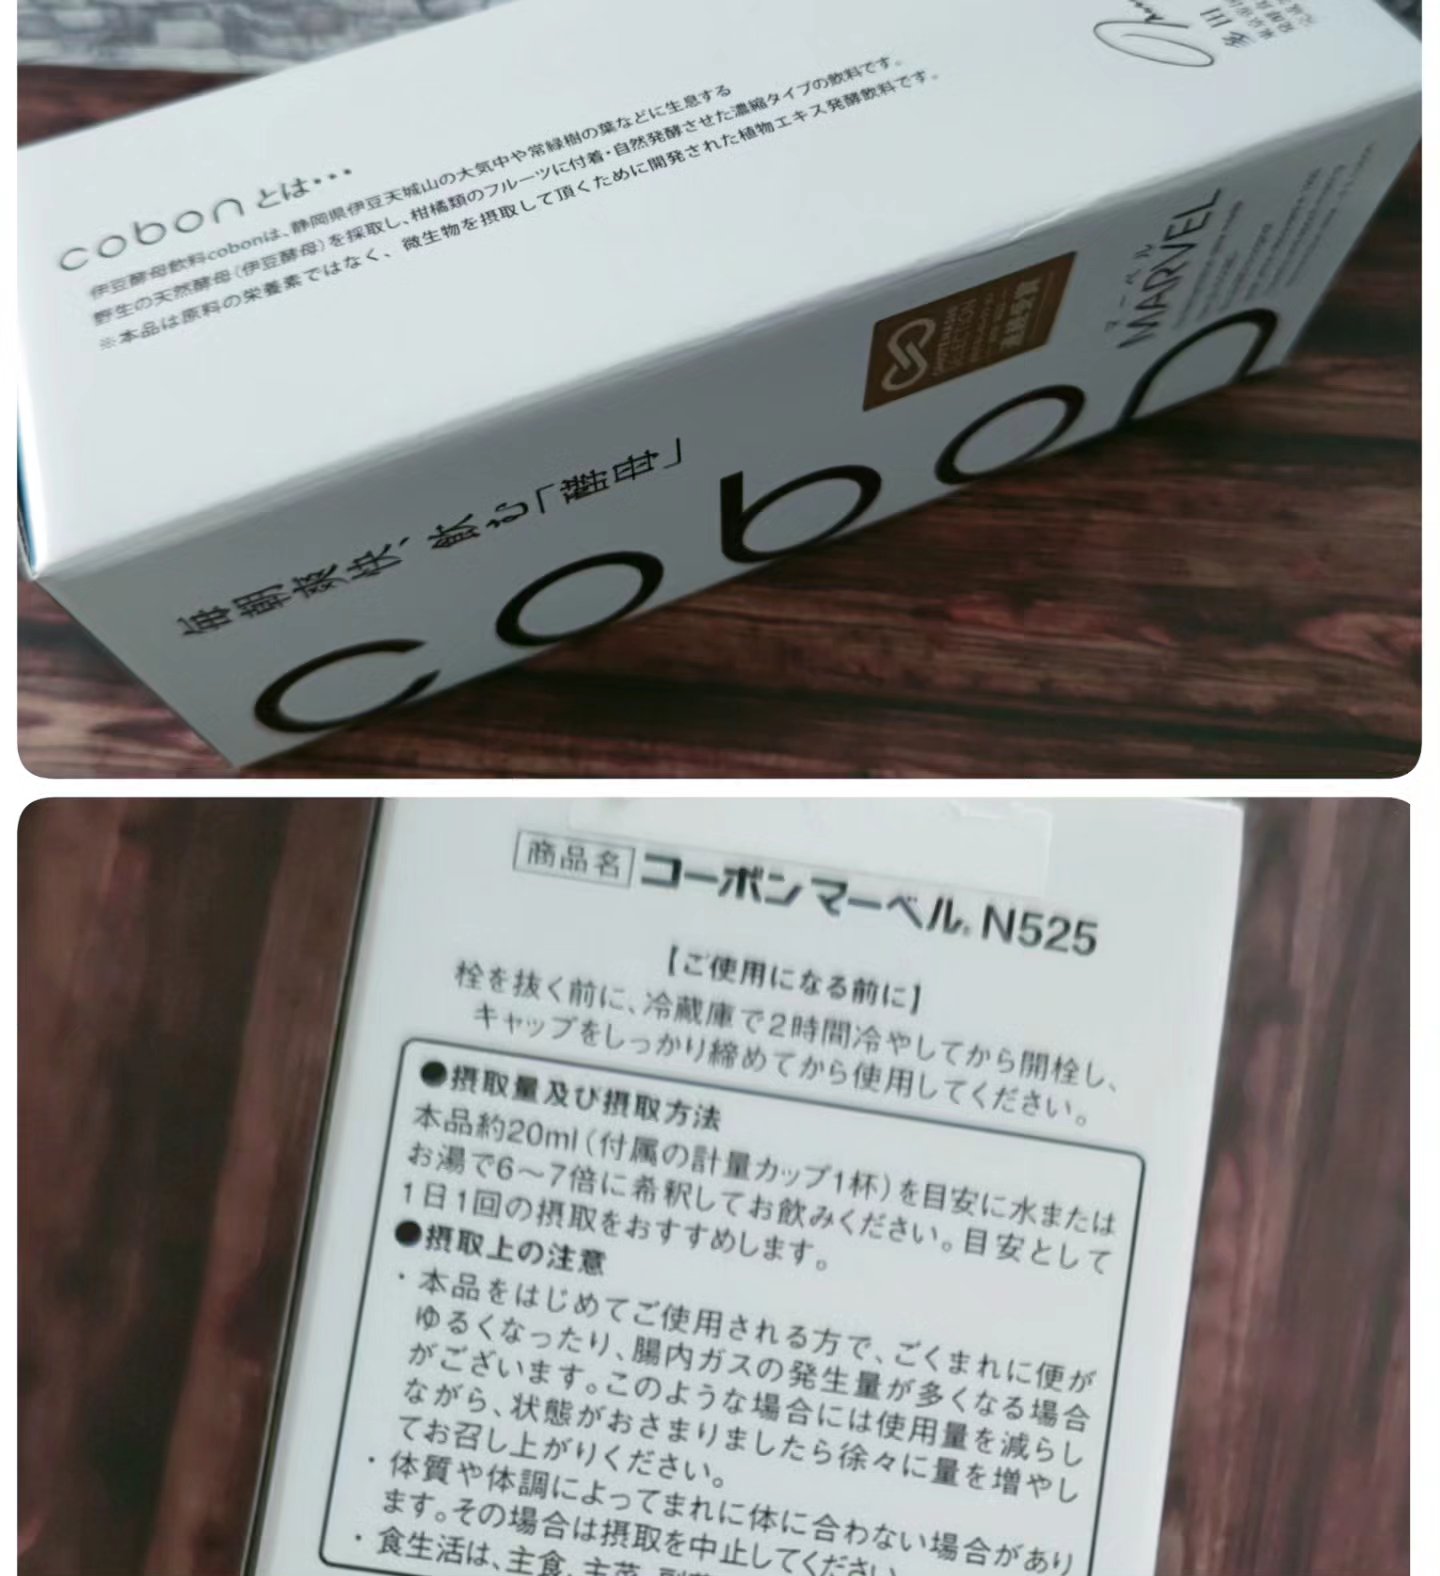 cobonとは・・・
伊豆酵母飲料cobonは、静岡県伊豆天城山の大気中や常緑樹の葉などに生息する
野生の天然酵母(伊豆酵母)を採取し、柑橘類のフルーツに付着・自然発酵させた濃縮タイプの飲料です。
※本品は原料の栄養素ではなく、微生物を摂取して頂くために開発された植物エキス発酵飲料です。
毎朝爽快、飲む「酵母」
cobon
マーベル
MARVEL
SELECTION
商品名 コーボンマーベル® N525
【ご使用になる前に】
栓を抜く前に、冷蔵庫で2時間冷やしてから開栓し、
キャップをしっかり締めてから使用してください。
●摂取量及び摂取方法
本品約20ml(付属の計量カップ1杯)を目安に水または
お湯で6〜7倍に希釈してお飲みください。目安として
1日1回の摂取をおすすめします。
●摂取上の注意
・本品をはじめてご使用される方で、ごくまれに便が
ゆるくなったり、腸内ガスの発生量が多くなる場合
がございます。このような場合には使用量を減らし
ながら、状態がおさまりましたら徐々に量を増やし
てお召し上がりください。
・体質や体調によってまれに体に合わない場合があり
ます。その場合は摂取を中止してください。
・食生活は、主食、主菜、副菜